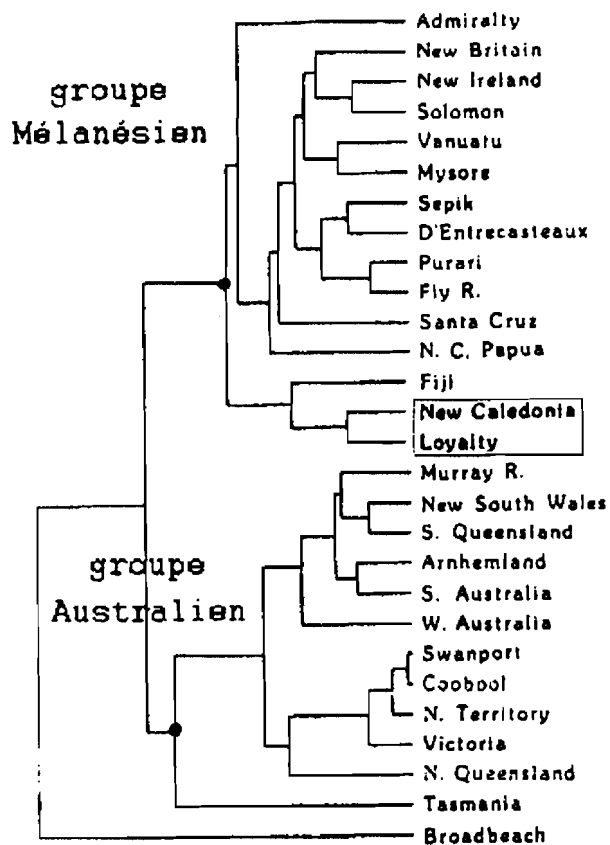 groupe
Mélanésien
Admiralty
New Britain
New Ireland
Solomon
Vanuatu
Mysore
Sepik
D'Entrecasteaux
Purari
Fly R.
Santa Cruz
N. C. Papua
Fiji
New Caledonia
Loyalty
groupe
Australien
Murray R.
New South Wales
S. Queensland
Arnhemland
S. Australia
W. Australia
Swanport
Coobool
N. Territory
Victoria
N. Queensland
Tasmania
Broadbeach